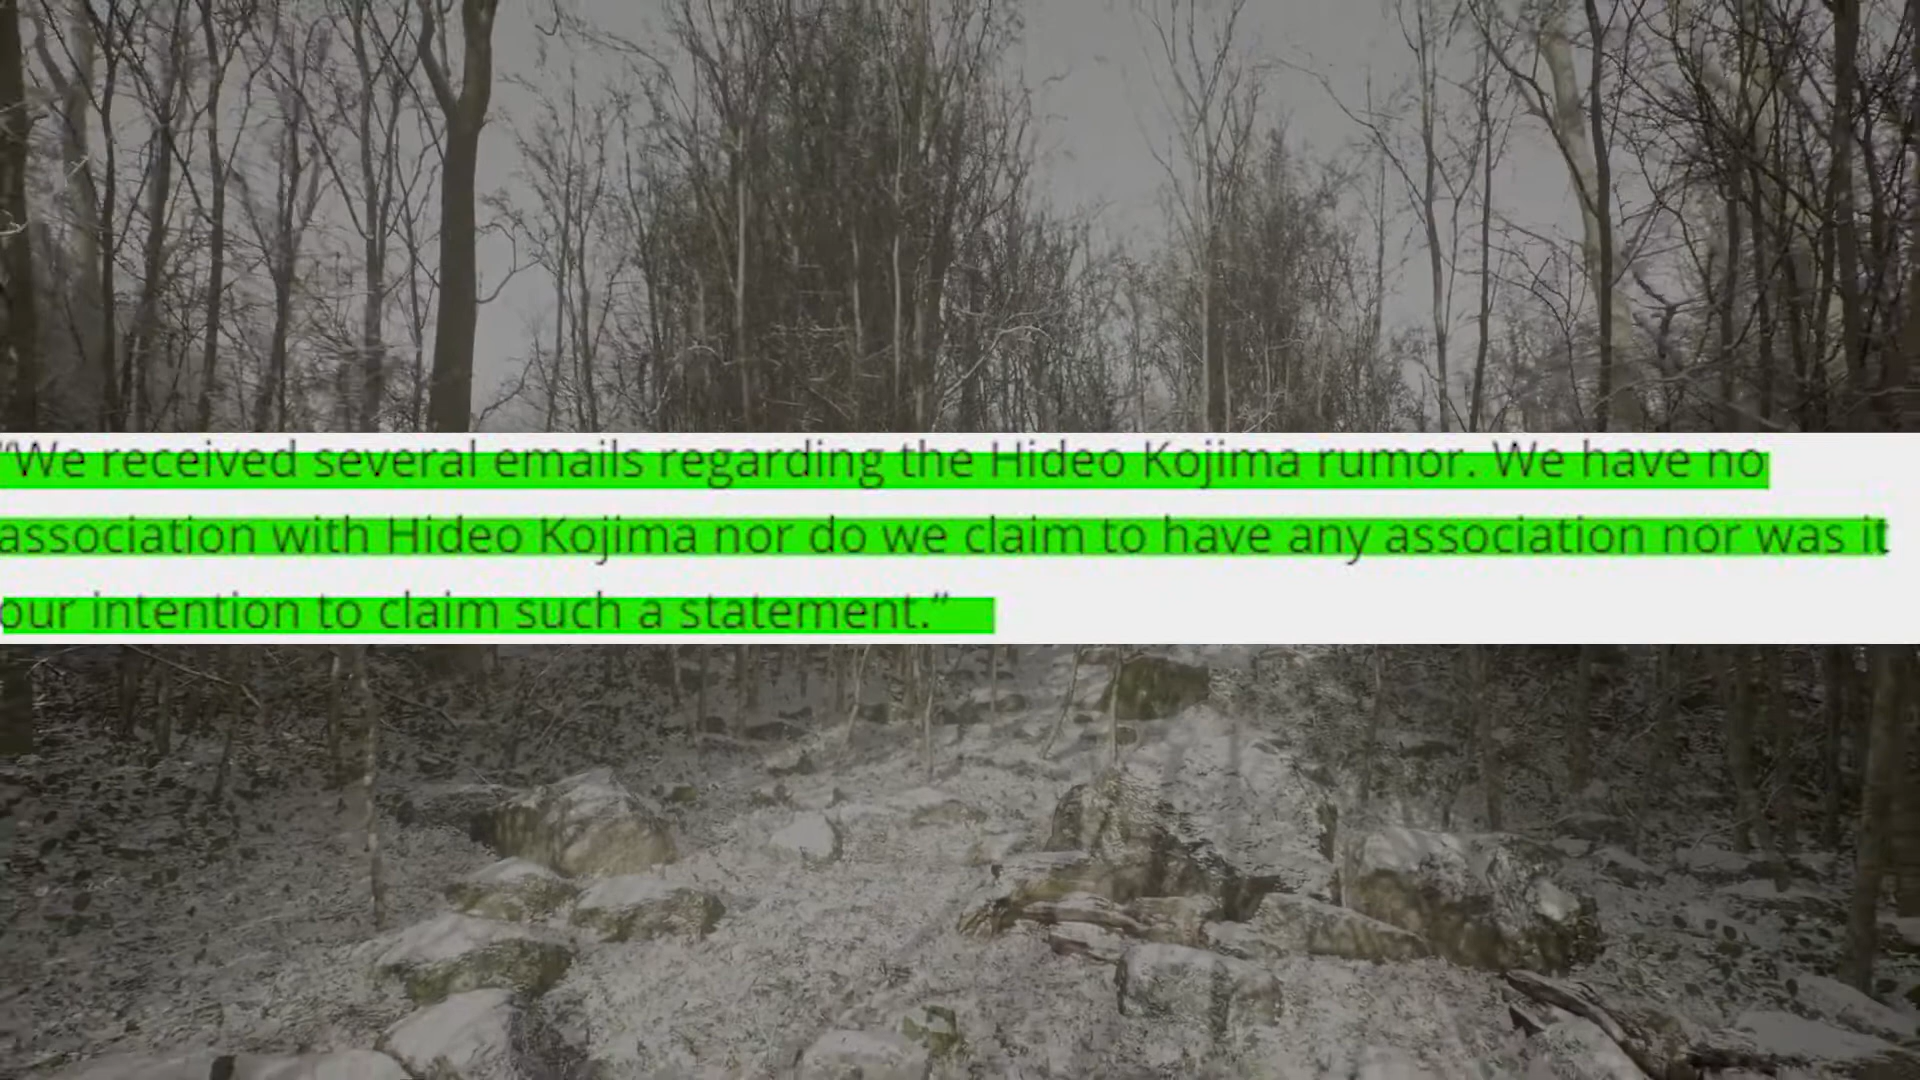 “We received several emails regarding the Hideo Kojima rumor. We have no
association with Hideo Kojima nor do we claim to have any association nor was it
our intention to claim such a statement.”